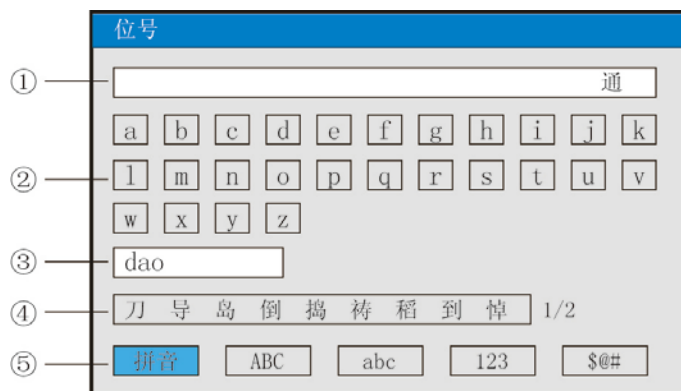 位号
① 通
a b c d e f g h i j k
② l m n o p q r s t u v
w x y z
③ dao
④ 刀 导 岛 倒 捣 祷 稻 到 悼 1/2
⑤ 拼音 ABC abc 123 $@#